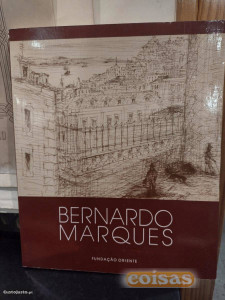 BERNARDO
MARQUES
FUNDAÇÃO ORIENTE
coisas